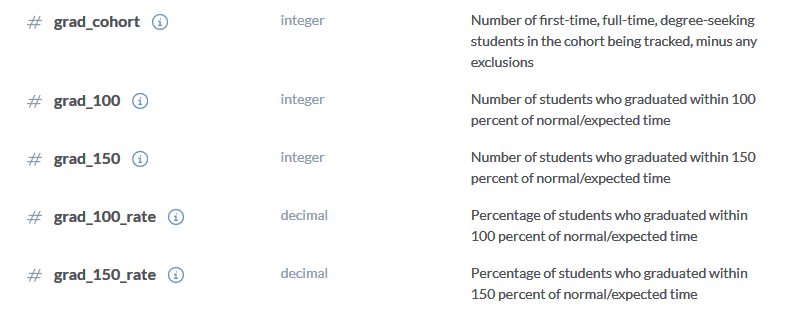 # grad_cohort i integer Number of first-time, full-time, degree-seeking
students in the cohort being tracked, minus any
exclusions
# grad_100 i integer Number of students who graduated within 100
percent of normal/expected time
# grad_150 i integer Number of students who graduated within 150
percent of normal/expected time
# grad_100_rate i decimal Percentage of students who graduated within
100 percent of normal/expected time
# grad_150_rate i decimal Percentage of students who graduated within
150 percent of normal/expected time